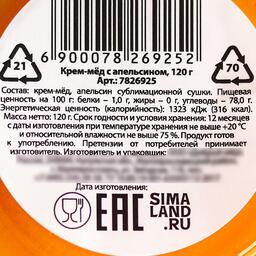 6 900078 269252
21
70
Крем-мёд с апельсином, 120 г
Арт.: 7826925
Состав: крем-мёд, апельсин сублимационной сушки. Пищевая
ценность на 100 г: белки – 1,0 г, жиры – 0 г, углеводы – 78,0 г.
Энергетическая ценность (калорийность): 1323 кДж (316 ккал).
Масса нетто: 120 г. Срок годности и условия хранения: 12 месяцев
с даты изготовления при температуре хранения не выше +20 °C
и относительной влажности не выше 75 %. Продукт готов
к употреблению. Претензии от потребителей принимает
изготовитель. Изготовитель и упаковщик:
Дата изготовления:
EAC
SIMA
LAND
.RU